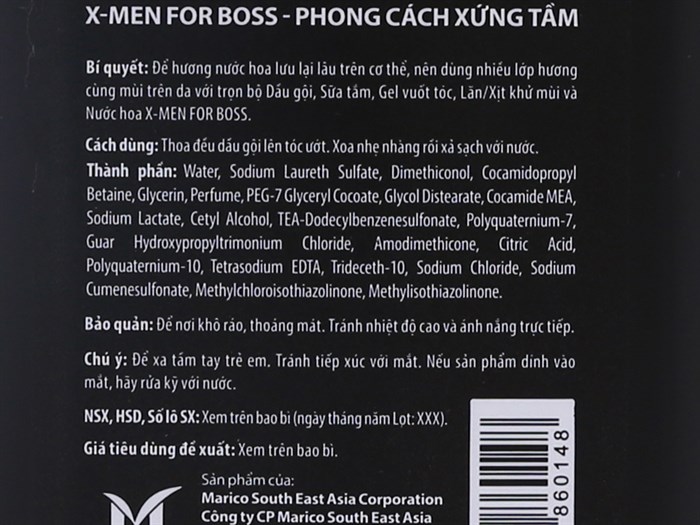 X-MEN FOR BOSS - PHONG CÁCH XỨNG TẦM
Bí quyết: Để hương nước hoa lưu lại lâu trên cơ thể, nên dùng nhiều lớp hương
cùng mùi trên da với trọn bộ Dầu gội, Sữa tắm, Gel vuốt tóc, Lăn/Xịt khử mùi và
Nước hoa X-MEN FOR BOSS.
Cách dùng: Thoa đều dầu gội lên tóc ướt. Xoa nhẹ nhàng rồi xả sạch với nước.
Thành phần: Water, Sodium Laureth Sulfate, Dimethiconol, Cocamidopropyl
Betaine, Glycerin, Perfume, PEG-7 Glyceryl Cocoate, Glycol Distearate, Cocamide MEA,
Sodium Lactate, Cetyl Alcohol, TEA-Dodecylbenzenesulfonate, Polyquaternium-7,
Guar Hydroxypropyltrimonium Chloride, Amodimethicone, Citric Acid,
Polyquaternium-10, Tetrasodium EDTA, Trideceth-10, Sodium Chloride, Sodium
Cumenesulfonate, Methylchloroisothiazolinone, Methylisothiazolinone.
Bảo quản: Để nơi khô ráo, thoáng mát. Tránh nhiệt độ cao và ánh nắng trực tiếp.
Chú ý: Để xa tầm tay trẻ em. Tránh tiếp xúc với mắt. Nếu sản phẩm dính vào
mắt, hãy rửa kỹ với nước.
NSX, HSD, Số lô SX: Xem trên bao bì (ngày tháng năm Lot: XXX).
Giá tiêu dùng đề xuất: Xem trên bao bì.
Sản phẩm của:
Marico South East Asia Corporation
Công ty CP Marico South East Asia
860148